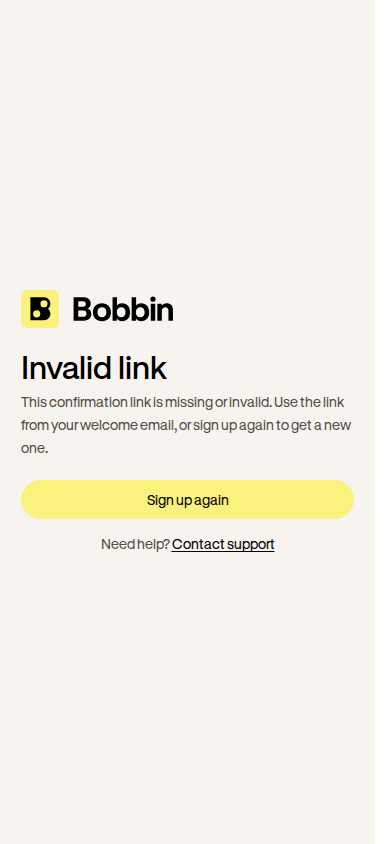 Bobbin
Invalid link
This confirmation link is missing or invalid. Use the link
from your welcome email, or sign up again to get a new
one.
Sign up again
Need help? Contact support